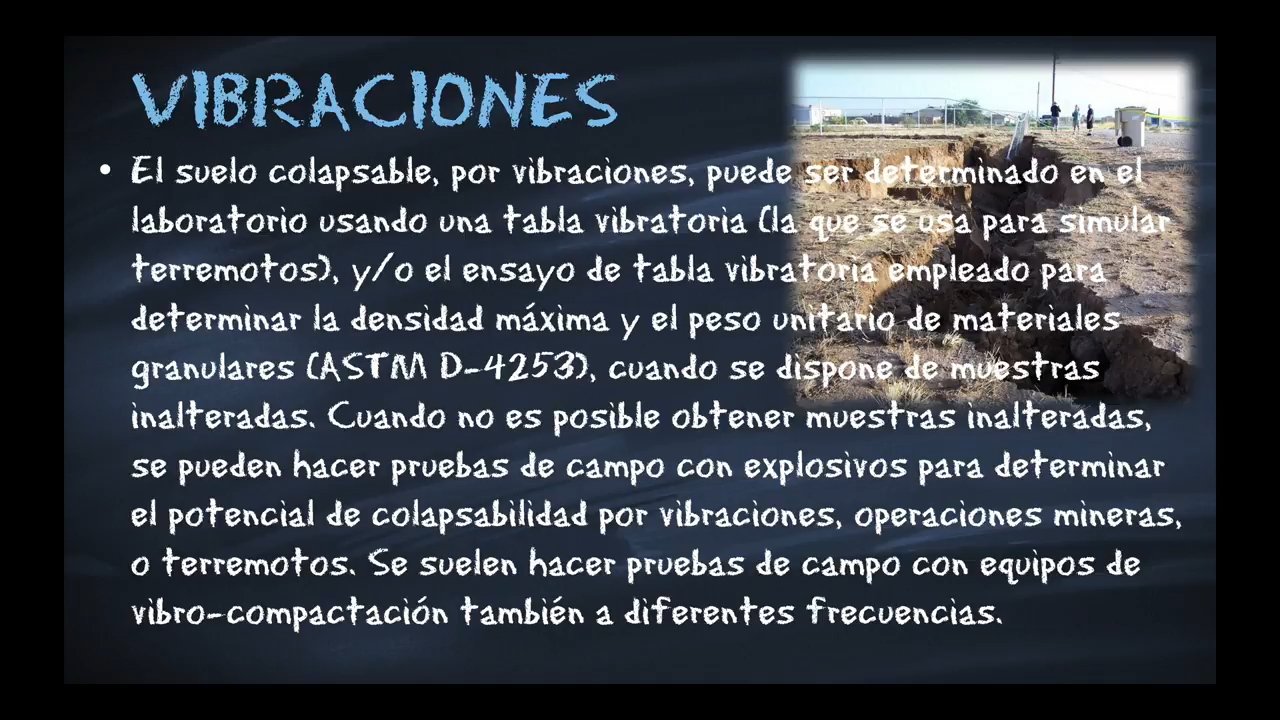 VIBRACIONES
• El suelo colapsable, por vibraciones, puede ser determinado en el
laboratorio usando una tabla vibratoria (la que se usa para simular
terremotos), y/o el ensayo de tabla vibratoria empleado para
determinar la densidad máxima y el peso unitario de materiales
granulares (ASTM D-4253), cuando se dispone de muestras
inalteradas. Cuando no es posible obtener muestras inalteradas,
se pueden hacer pruebas de campo con explosivos para determinar
el potencial de colapsabilidad por vibraciones, operaciones mineras,
o terremotos. Se suelen hacer pruebas de campo con equipos de
vibro-compactación también a diferentes frecuencias.